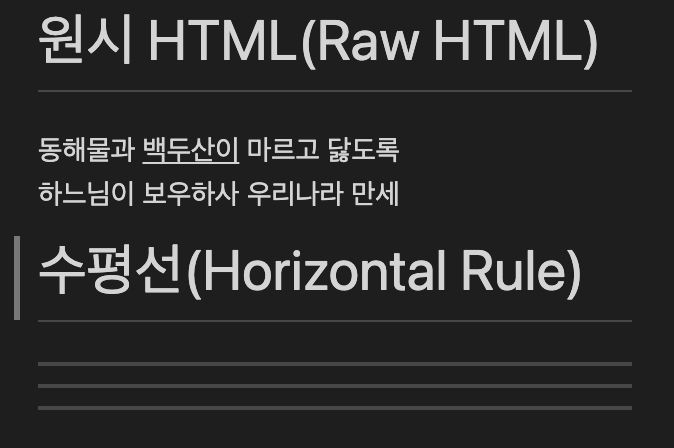 원시 HTML(Raw HTML)
동해물과 백두산이 마르고 닳도록
하느님이 보우하사 우리나라 만세
수평선(Horizontal Rule)